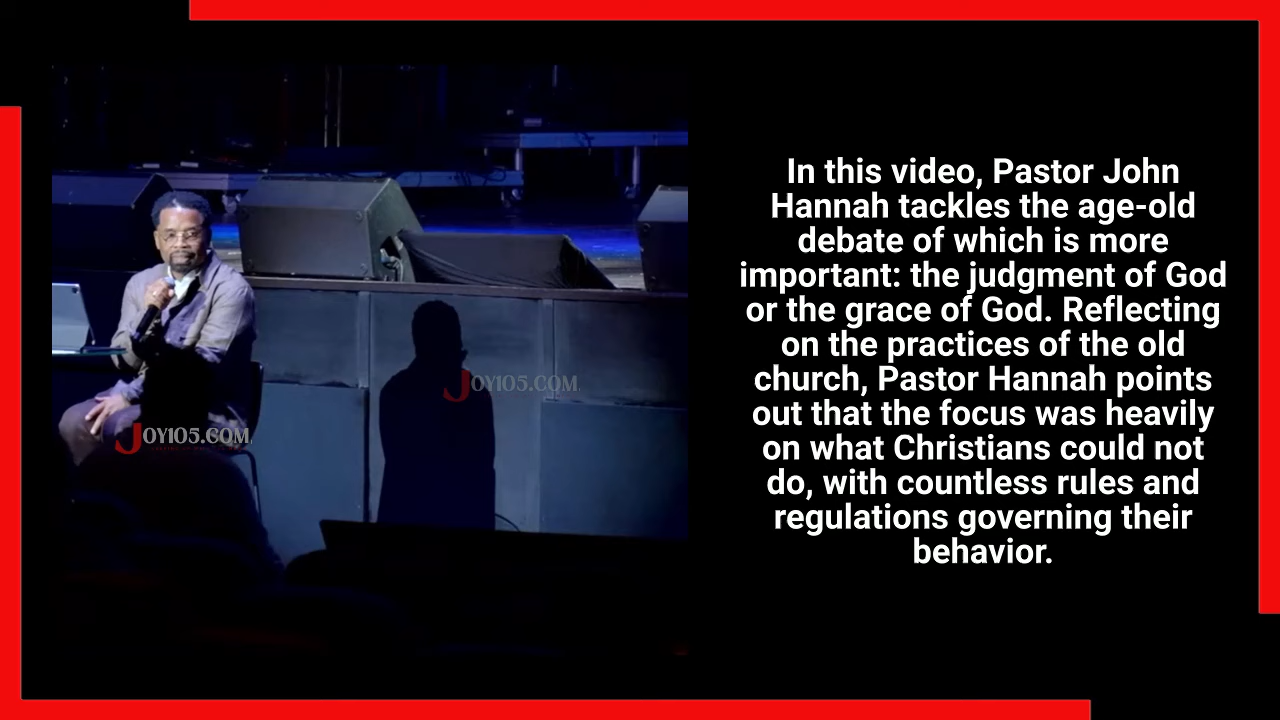 In this video, Pastor John
Hannah tackles the age-old
debate of which is more
important: the judgment of God
or the grace of God. Reflecting
on the practices of the old
church, Pastor Hannah points
out that the focus was heavily
on what Christians could not
do, with countless rules and
regulations governing their
behavior.
JOY105.COM
JOY105.COM